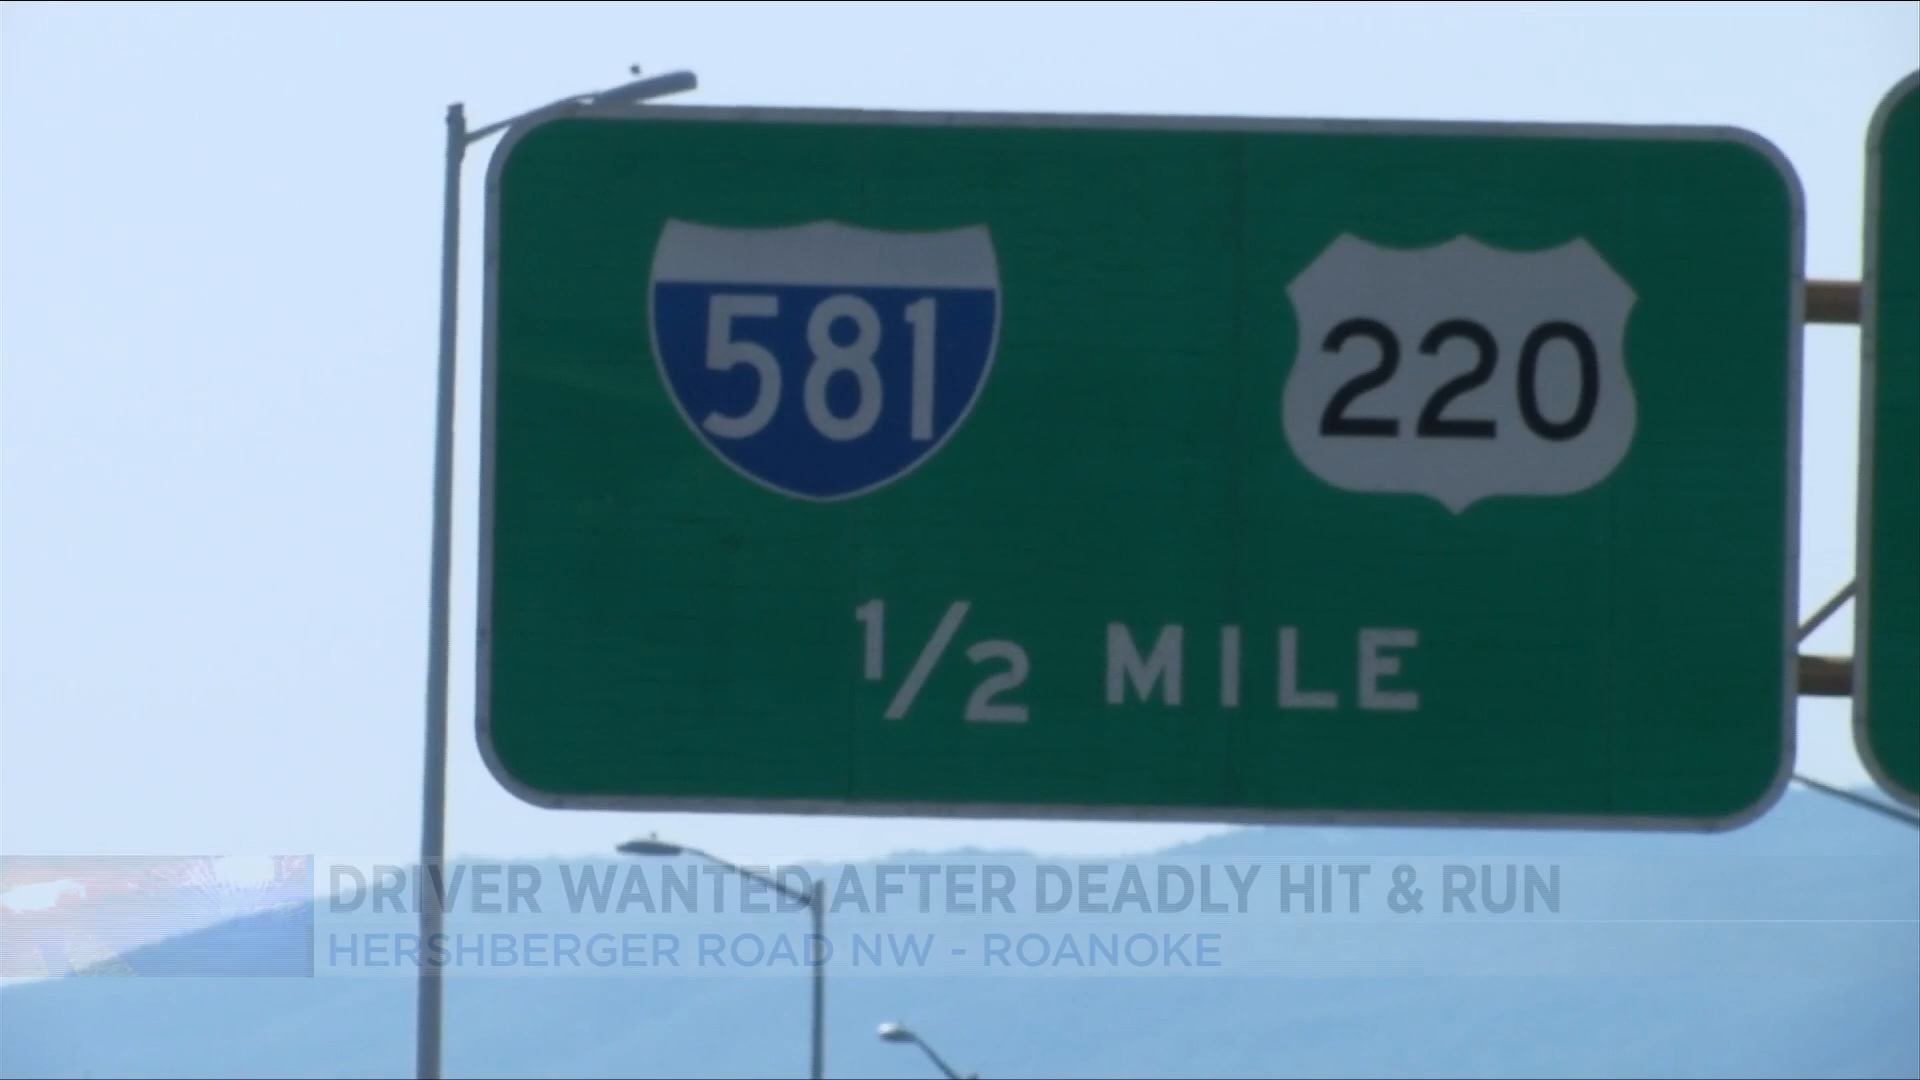 581
220
1/2 MILE
DRIVER WANTED AFTER DEADLY HIT & RUN
HERSHBERGER ROAD NW - ROANOKE